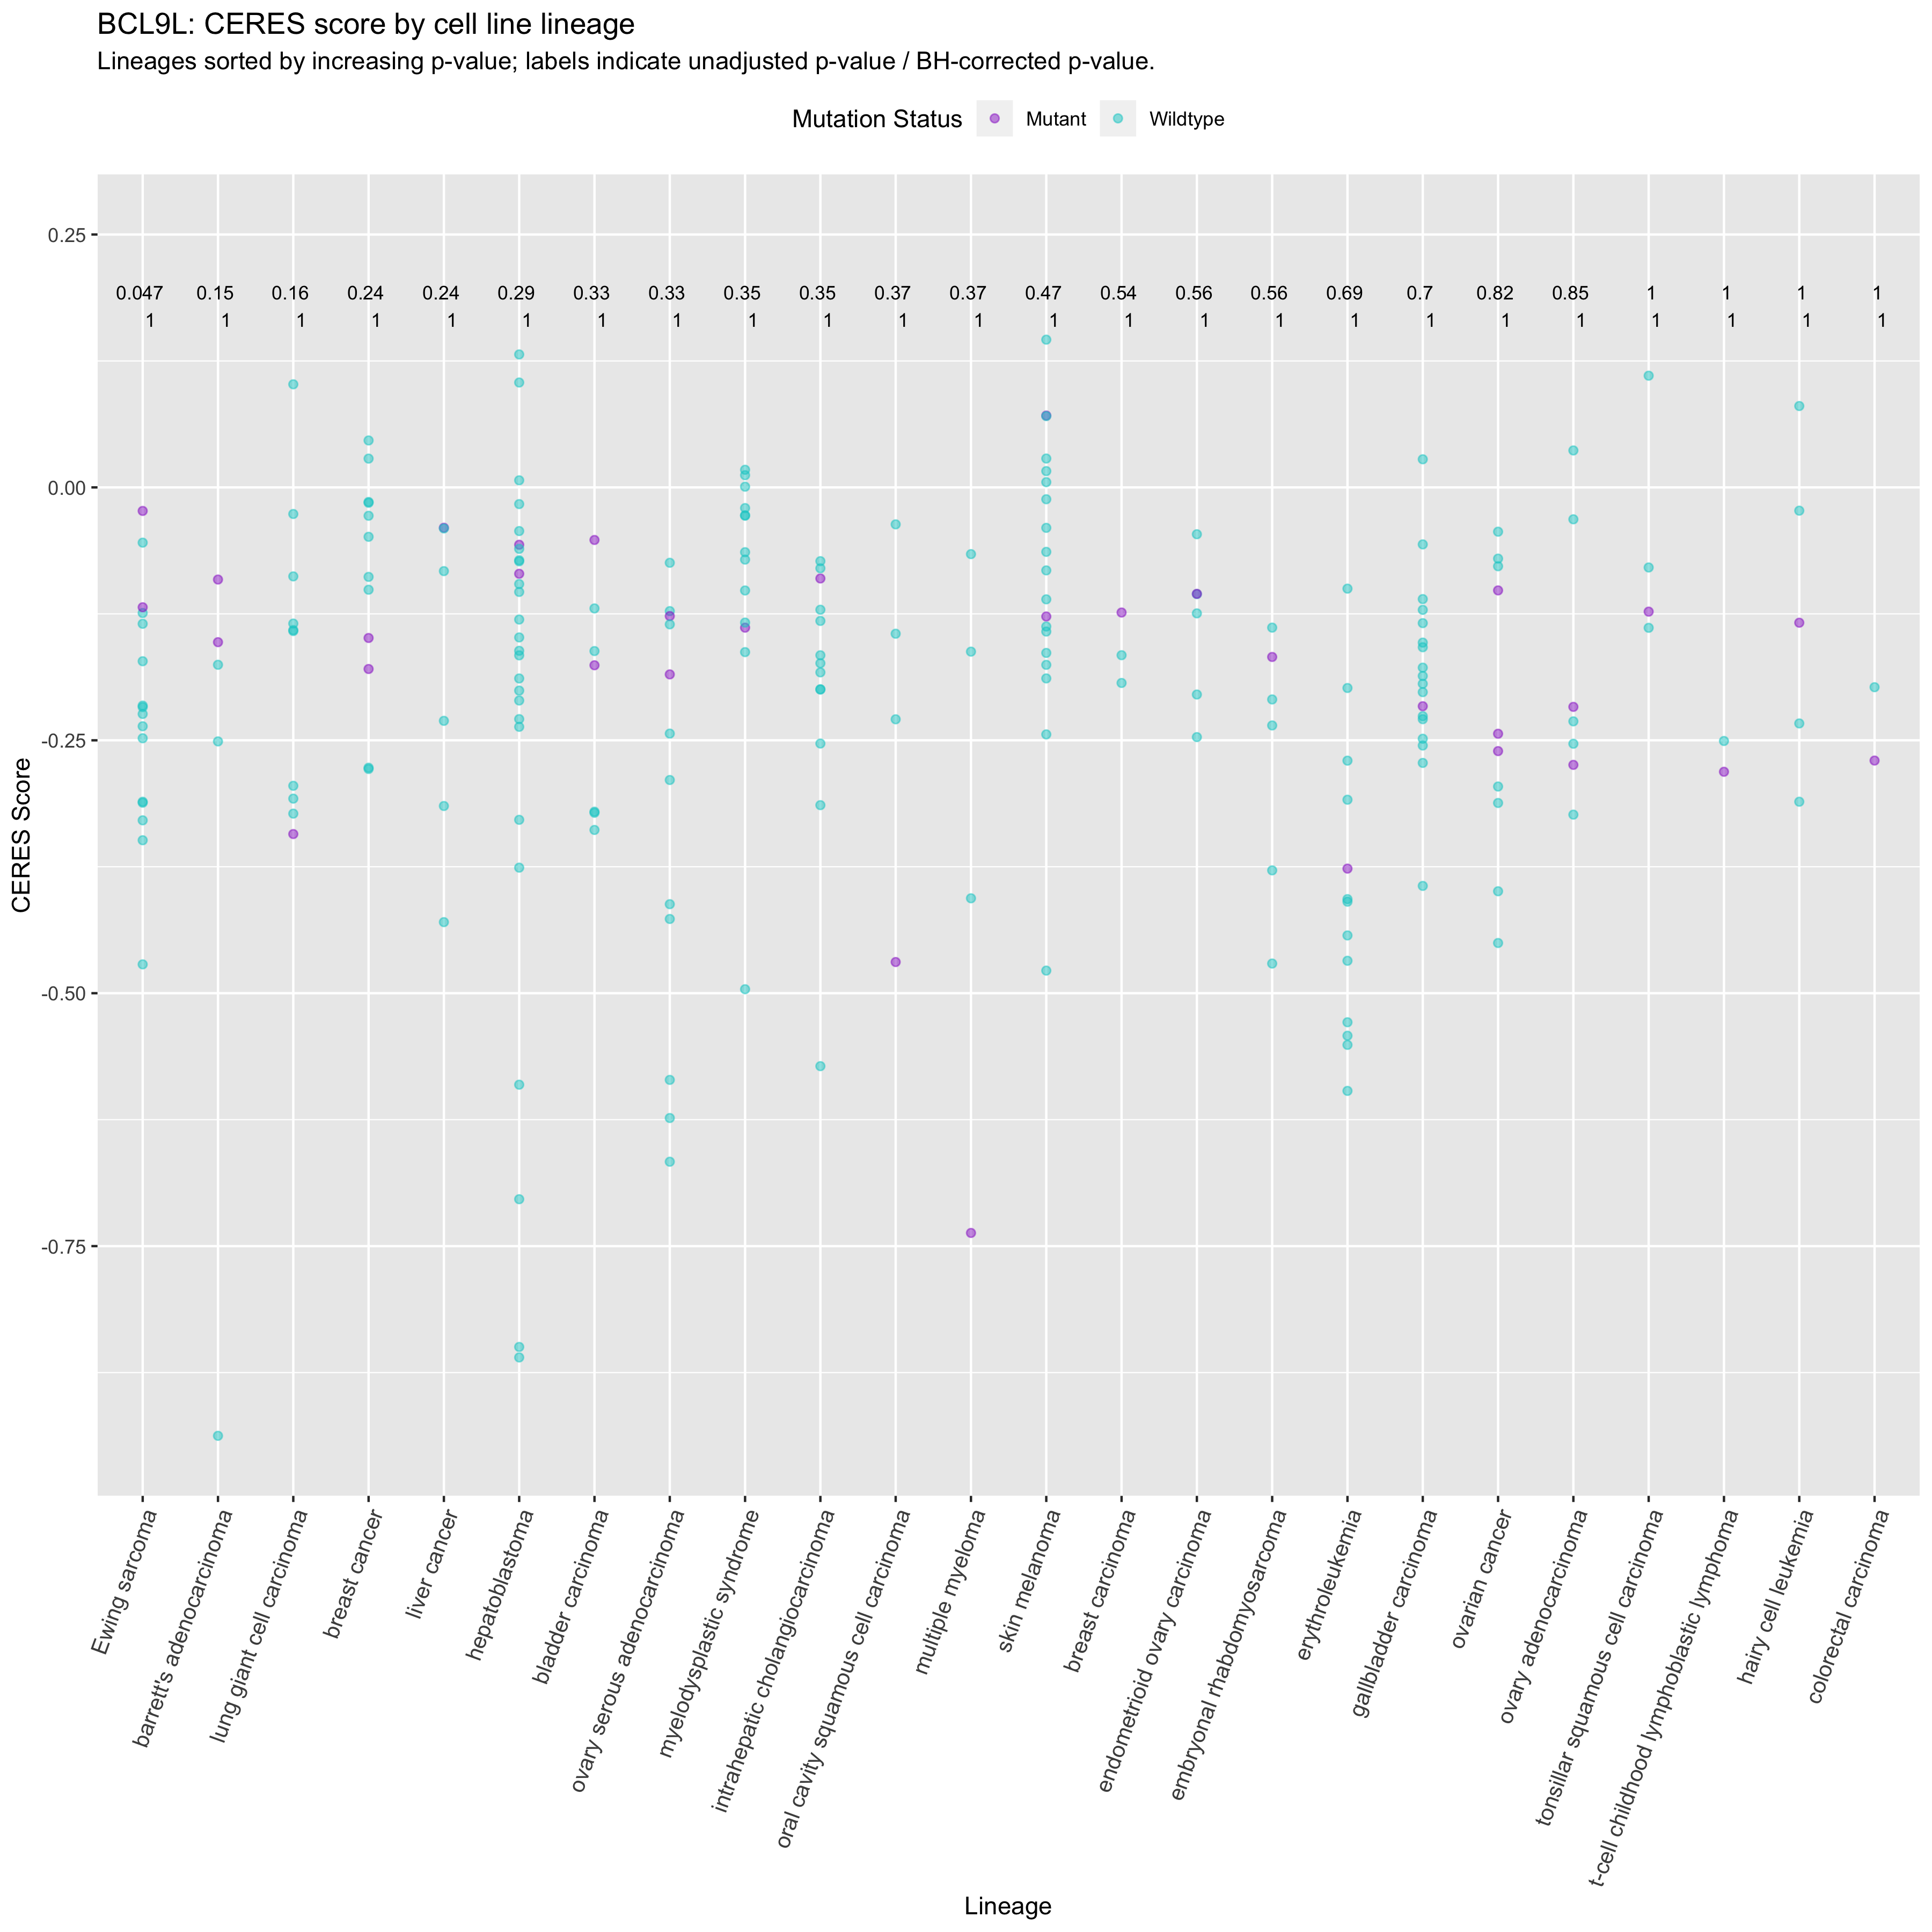 BCL9L: CERES score by cell line lineage
Lineages sorted by increasing p-value; labels indicate unadjusted p-value / BH-corrected p-value.
Mutation Status Mutant Wildtype
0.25
0.047 0.15 0.16 0.24 0.24 0.29 0.33 0.33 0.35 0.35 0.37 0.37 0.47 0.54 0.56 0.56 0.69 0.7 0.82 0.85 1 1 1 1
1 1 1 1 1 1 1 1 1 1 1 1 1 1 1 1 1 1 1 1 1 1 1 1
0.00
-0.25
-0.50
-0.75
CERES Score
Ewing sarcoma
barrett's adenocarcinoma
lung giant cell carcinoma
breast cancer
liver cancer
hepatoblastoma
bladder carcinoma
ovary serous adenocarcinoma
myelodysplastic syndrome
intrahepatic cholangiocarcinoma
oral cavity squamous cell carcinoma
multiple myeloma
skin melanoma
breast carcinoma
endometrioid ovary carcinoma
embryonal rhabdomyosarcoma
erythroleukemia
gallbladder carcinoma
ovarian cancer
ovary adenocarcinoma
tonsillar squamous cell carcinoma
t-cell childhood lymphoblastic lymphoma
hairy cell leukemia
colorectal carcinoma
Lineage